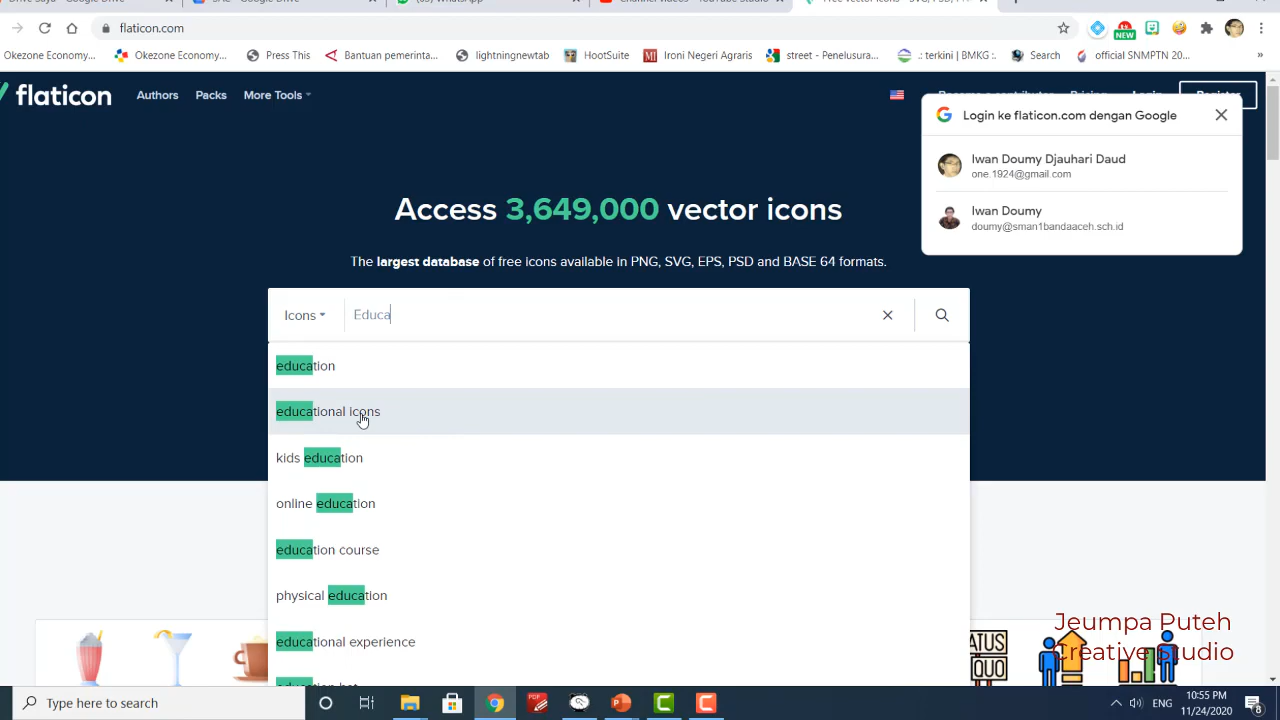 flaticon.com
Okezone Economy...
Okezone Economy...
Press This
Bantuan pemerinta...
lightningnewtab
HootSuite
Ironi Negeri Agraris
street - Penelusura...
.: terkini | BMKG :.
Search
official SNMPTN 20...
NEW
flaticon
Authors
Packs
More Tools
Login ke flaticon.com dengan Google
Iwan Doumy Djauhari Daud
one.1924@gmail.com
Iwan Doumy
doumy@sman1bandaaceh.sch.id
Access 3,649,000 vector icons
The largest database of free icons available in PNG, SVG, EPS, PSD and BASE 64 formats.
Icons
Educa
education
educational icons
kids education
online education
education course
physical education
educational experience
Jeumpa Puteh
Creative Studio
Type here to search
ENG
10:55 PM
11/24/2020
8